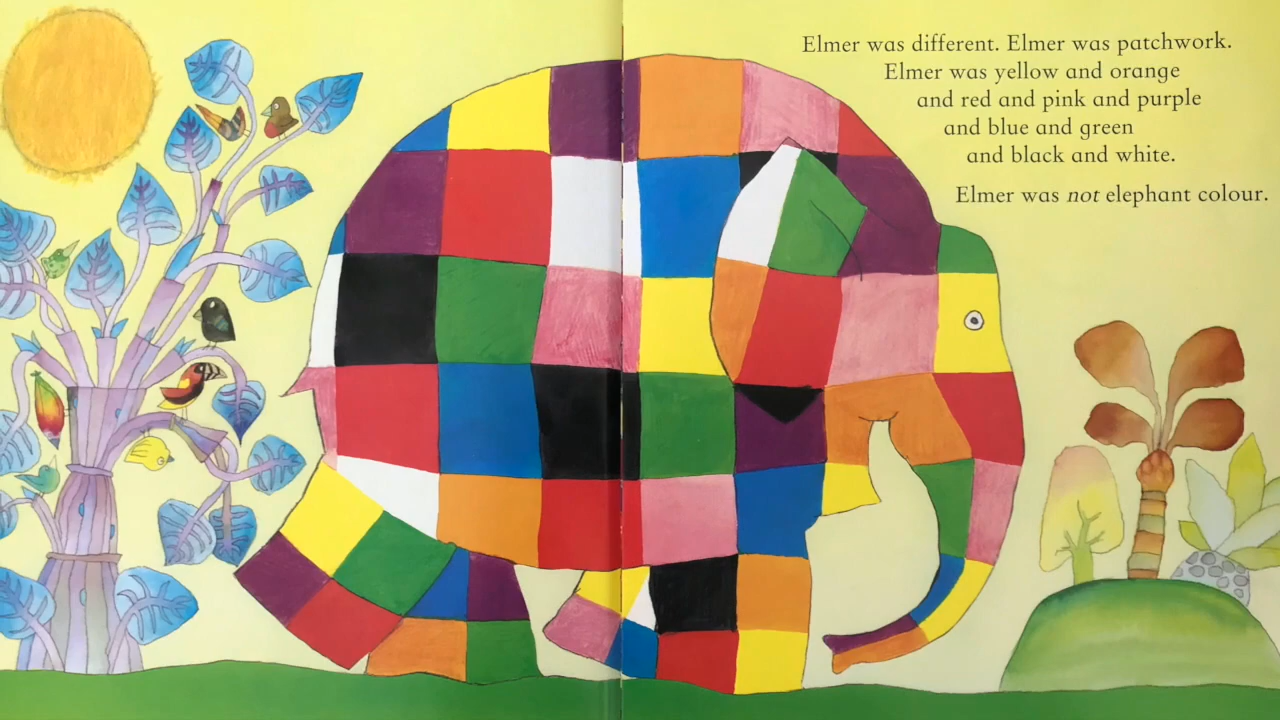 Elmer was different. Elmer was patchwork.
Elmer was yellow and orange
and red and pink and purple
and blue and green
and black and white.
Elmer was not elephant colour.